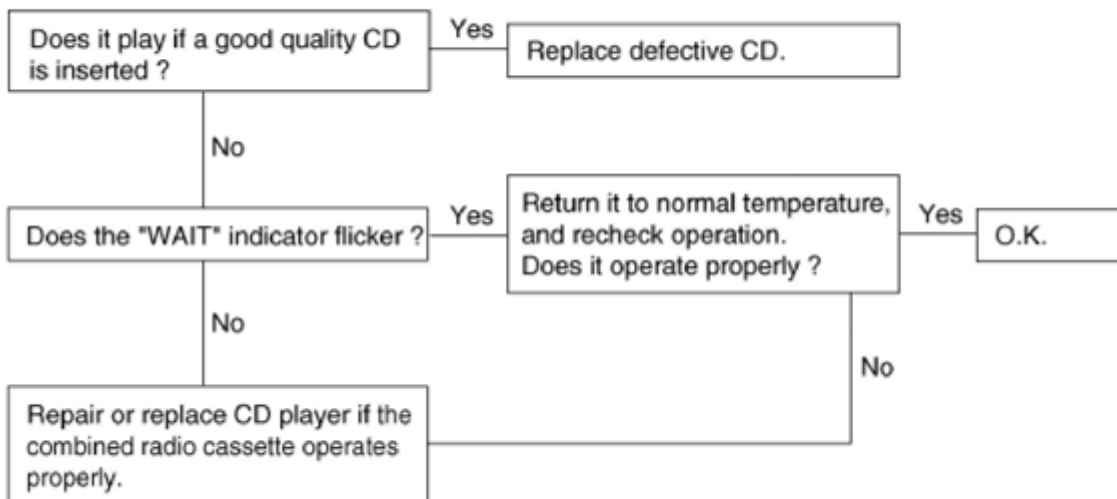 Does it play if a good quality CD
is inserted ?
Yes
Replace defective CD.
No
Does the "WAIT" indicator flicker ?
Yes
Return it to normal temperature,
and recheck operation.
Does it operate properly ?
Yes
O.K.
No
No
Repair or replace CD player if the
combined radio cassette operates
properly.